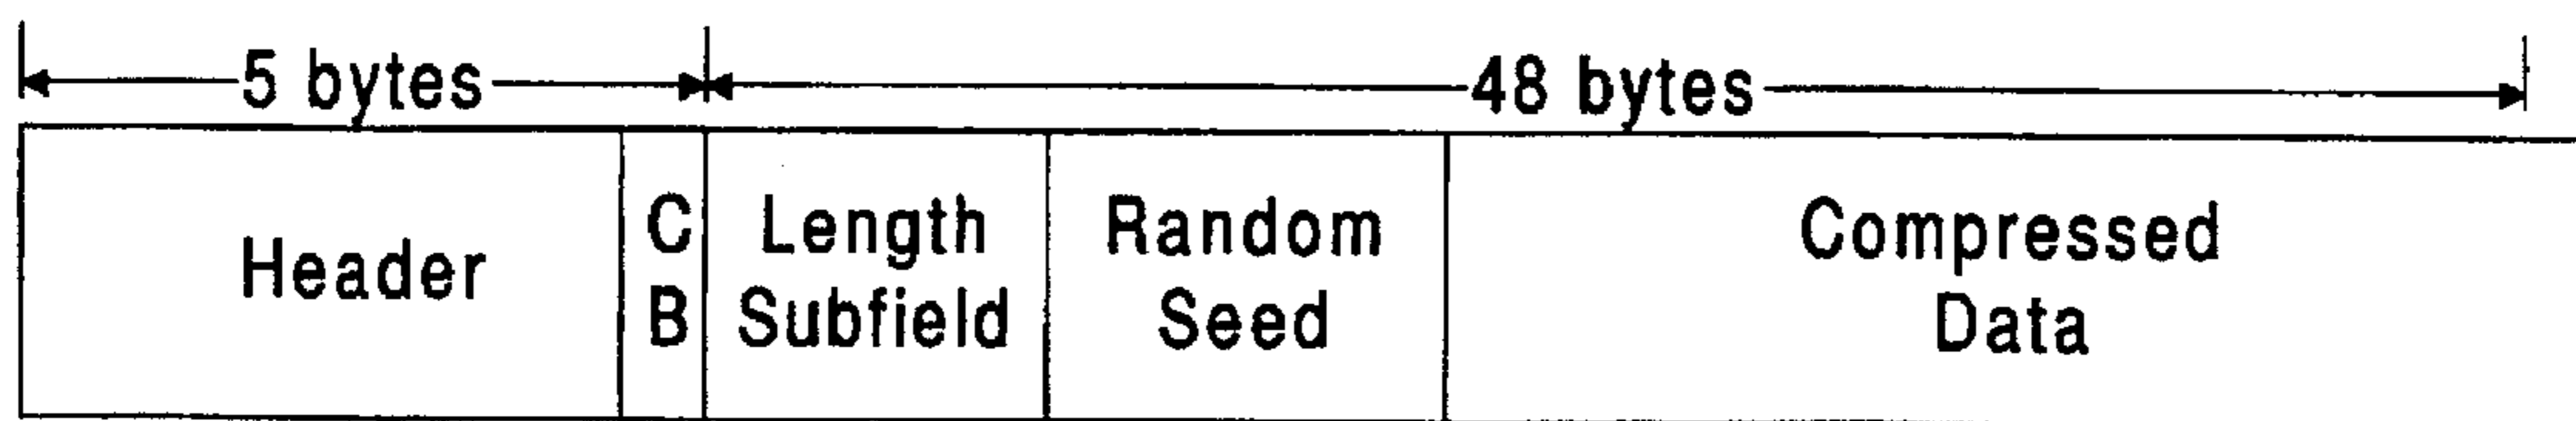 5 bytes
48 bytes
Header
C
B
Length
Subfield
Random
Seed
Compressed
Data